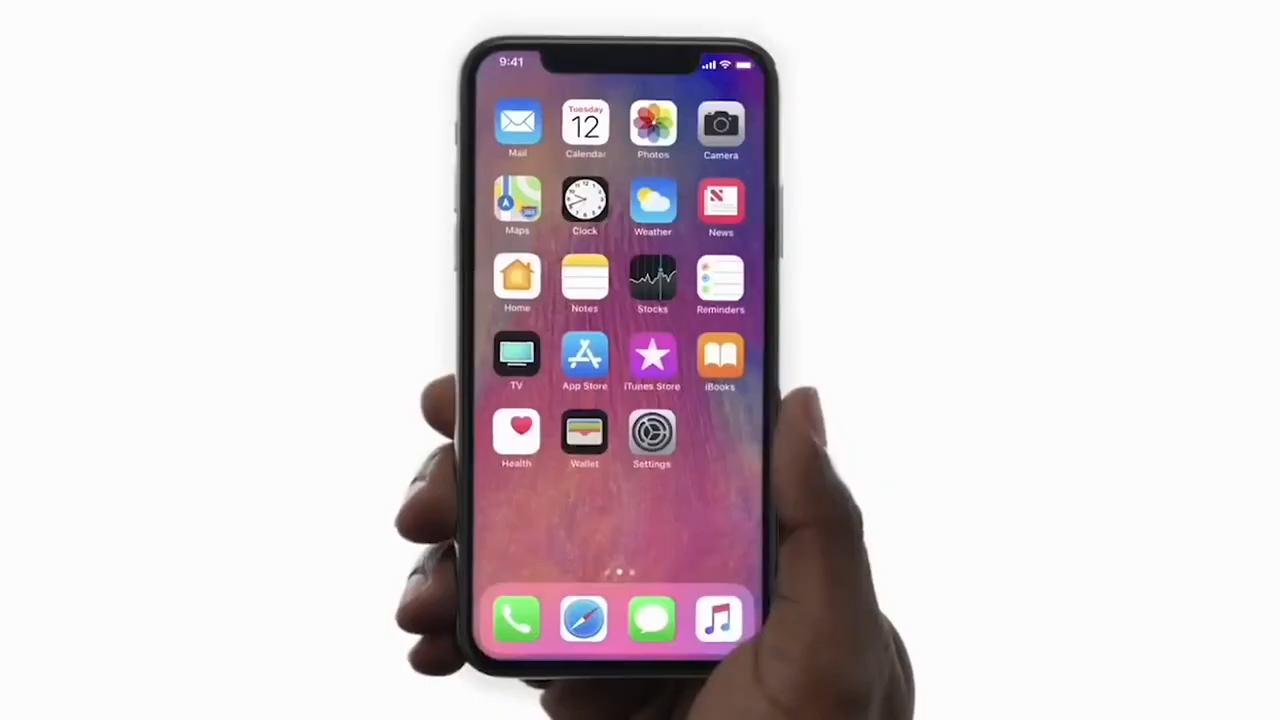 9:41
Tuesday
12
Mail
Calendar
Photos
Camera
Maps
Clock
Weather
News
Home
Notes
Stocks
Reminders
TV
App Store
iTunes Store
iBooks
Health
Wallet
Settings